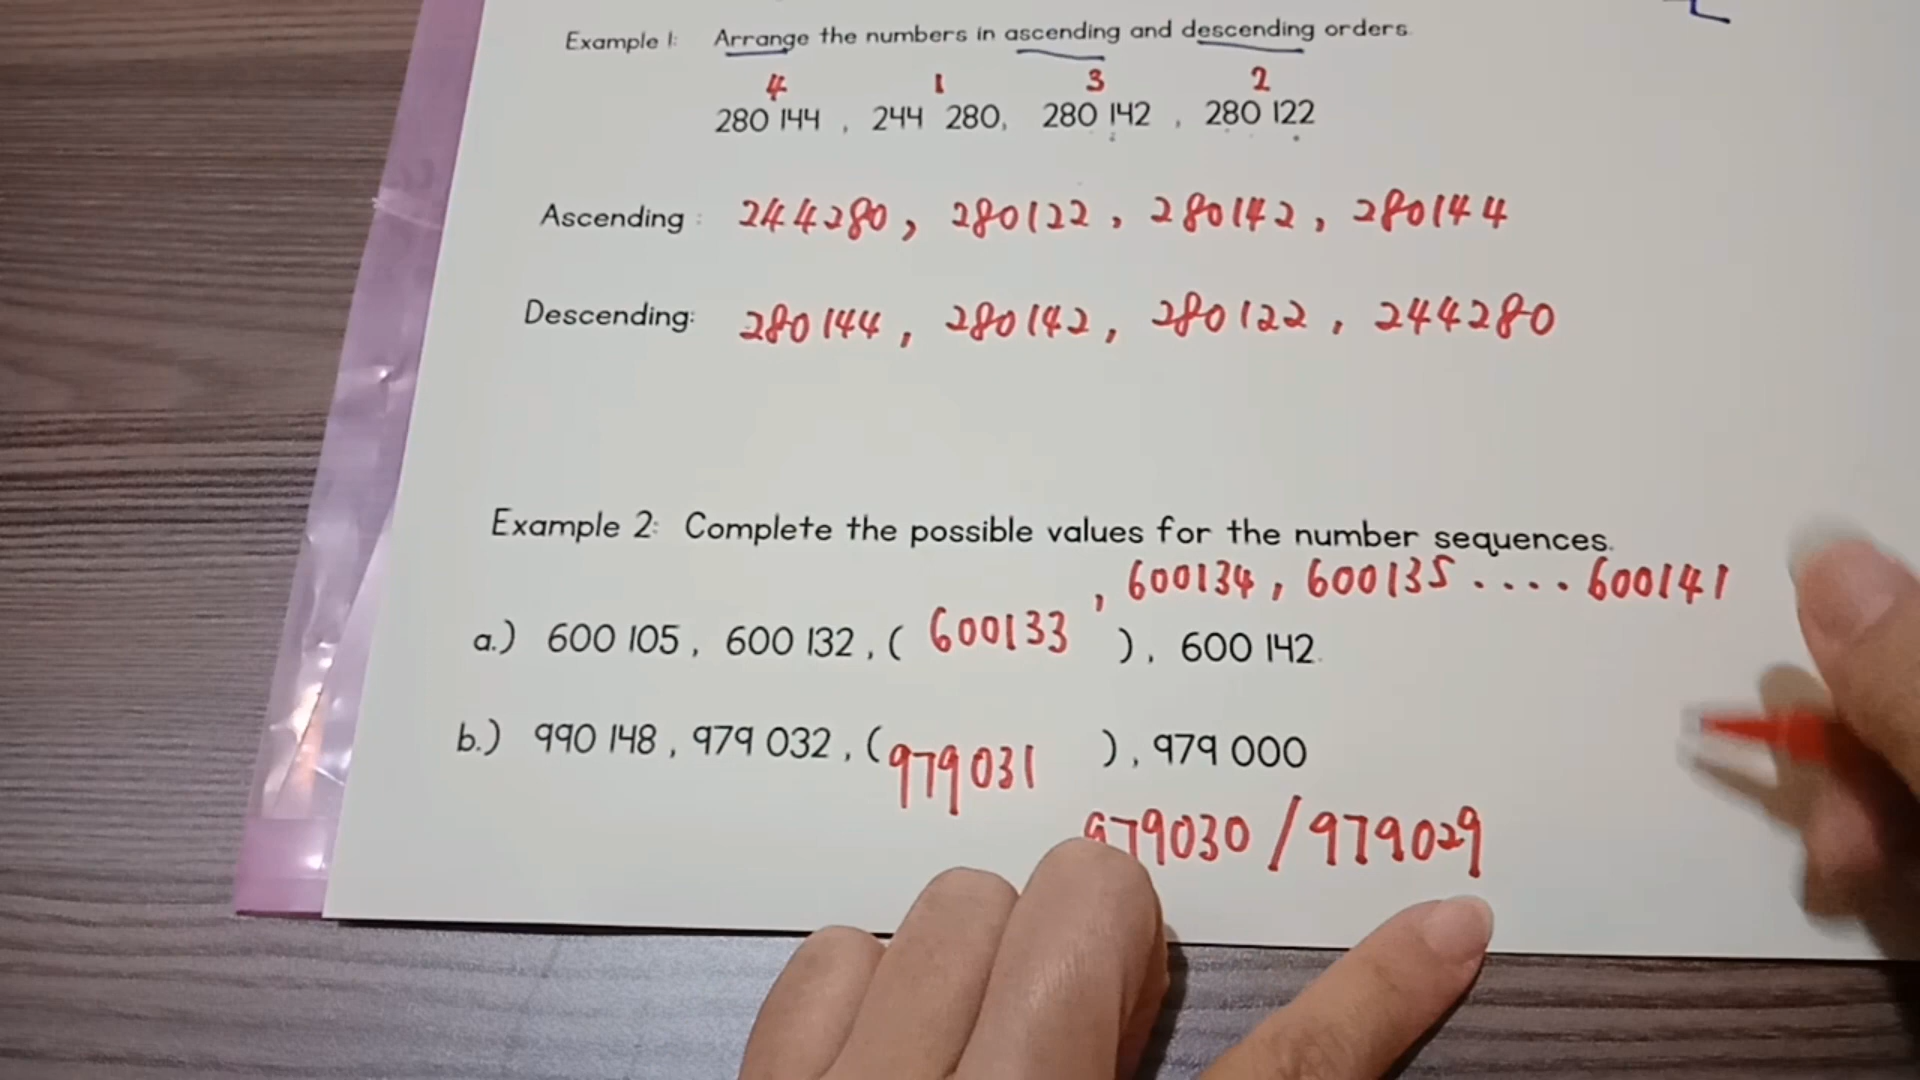 Example 1: Arrange the numbers in ascending and descending orders.
4 1 3 2
280 144 , 244 280, 280 142 , 280 122
Ascending : 244280, 280122, 280142, 280144
Descending: 280144, 280142, 280122, 244280
Example 2: Complete the possible values for the number sequences.
, 600134, 600135 .... 600141
a.) 600 105, 600 132, ( 600133 ), 600 142.
b.) 990 148, 979 032, ( 979031 ), 979 000
979030 / 979029